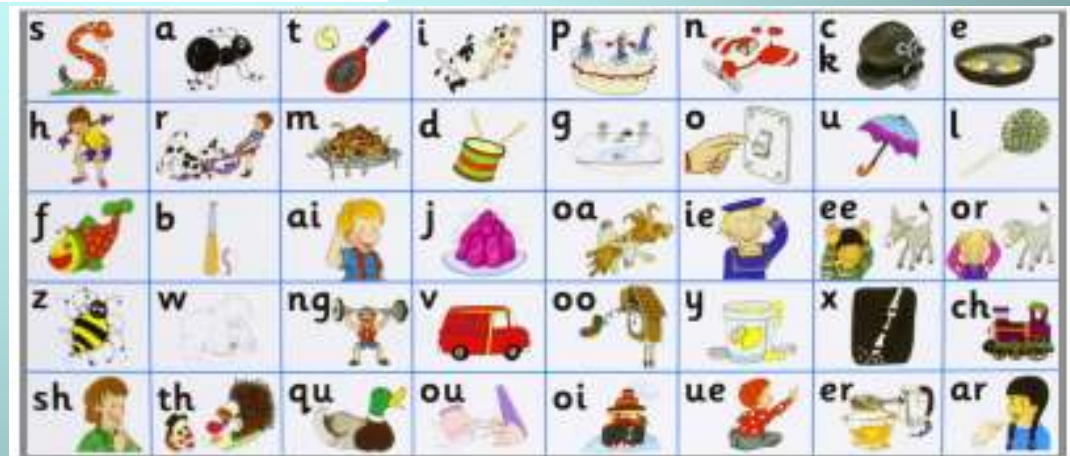 s a t i p n c k e
h r m d g o u l
f b ai j oa ie ee or
z w ng v oo y x ch
sh th qu ou oi ue er ar